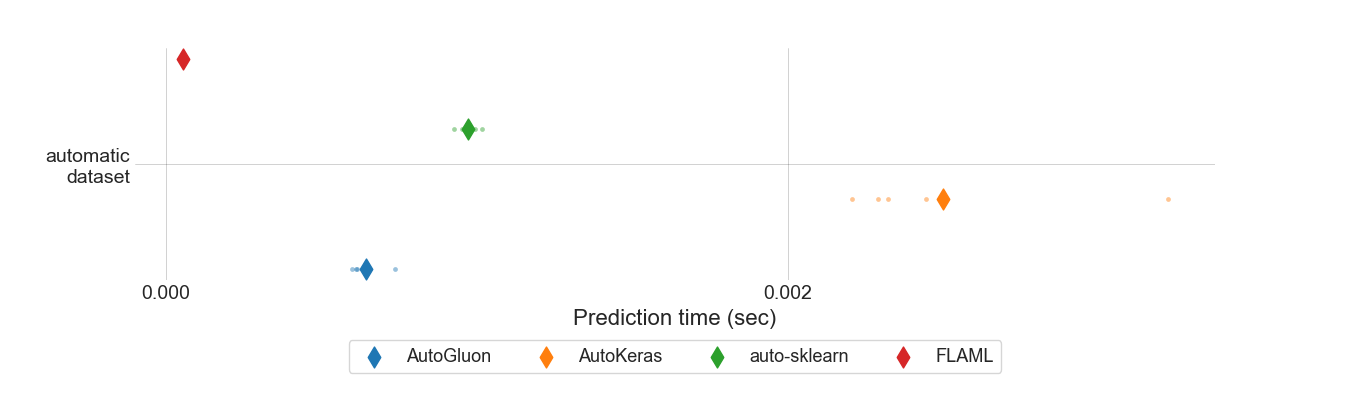 automatic
dataset
0.000
0.002
Prediction time (sec)
AutoGluon
AutoKeras
auto-sklearn
FLAML